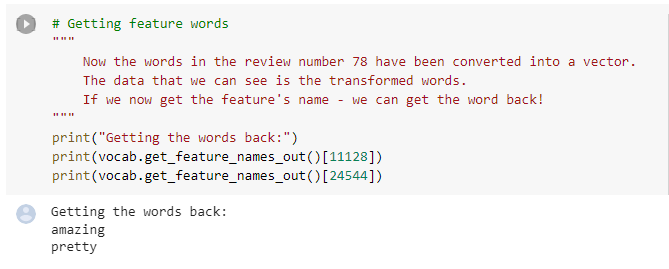 # Getting feature words
"""
Now the words in the review number 78 have been converted into a vector.
The data that we can see is the transformed words.
If we now get the feature's name - we can get the word back!
"""
print("Getting the words back:")
print(vocab.get_feature_names_out()[11128])
print(vocab.get_feature_names_out()[24544])
Getting the words back:
amazing
pretty